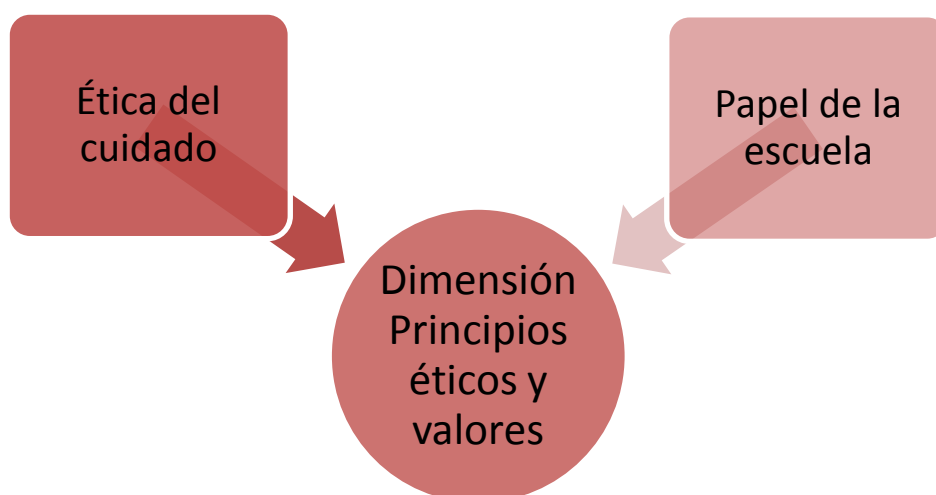 Ética del
cuidado
Papel de la
escuela
Dimensión
Principios
éticos y
valores